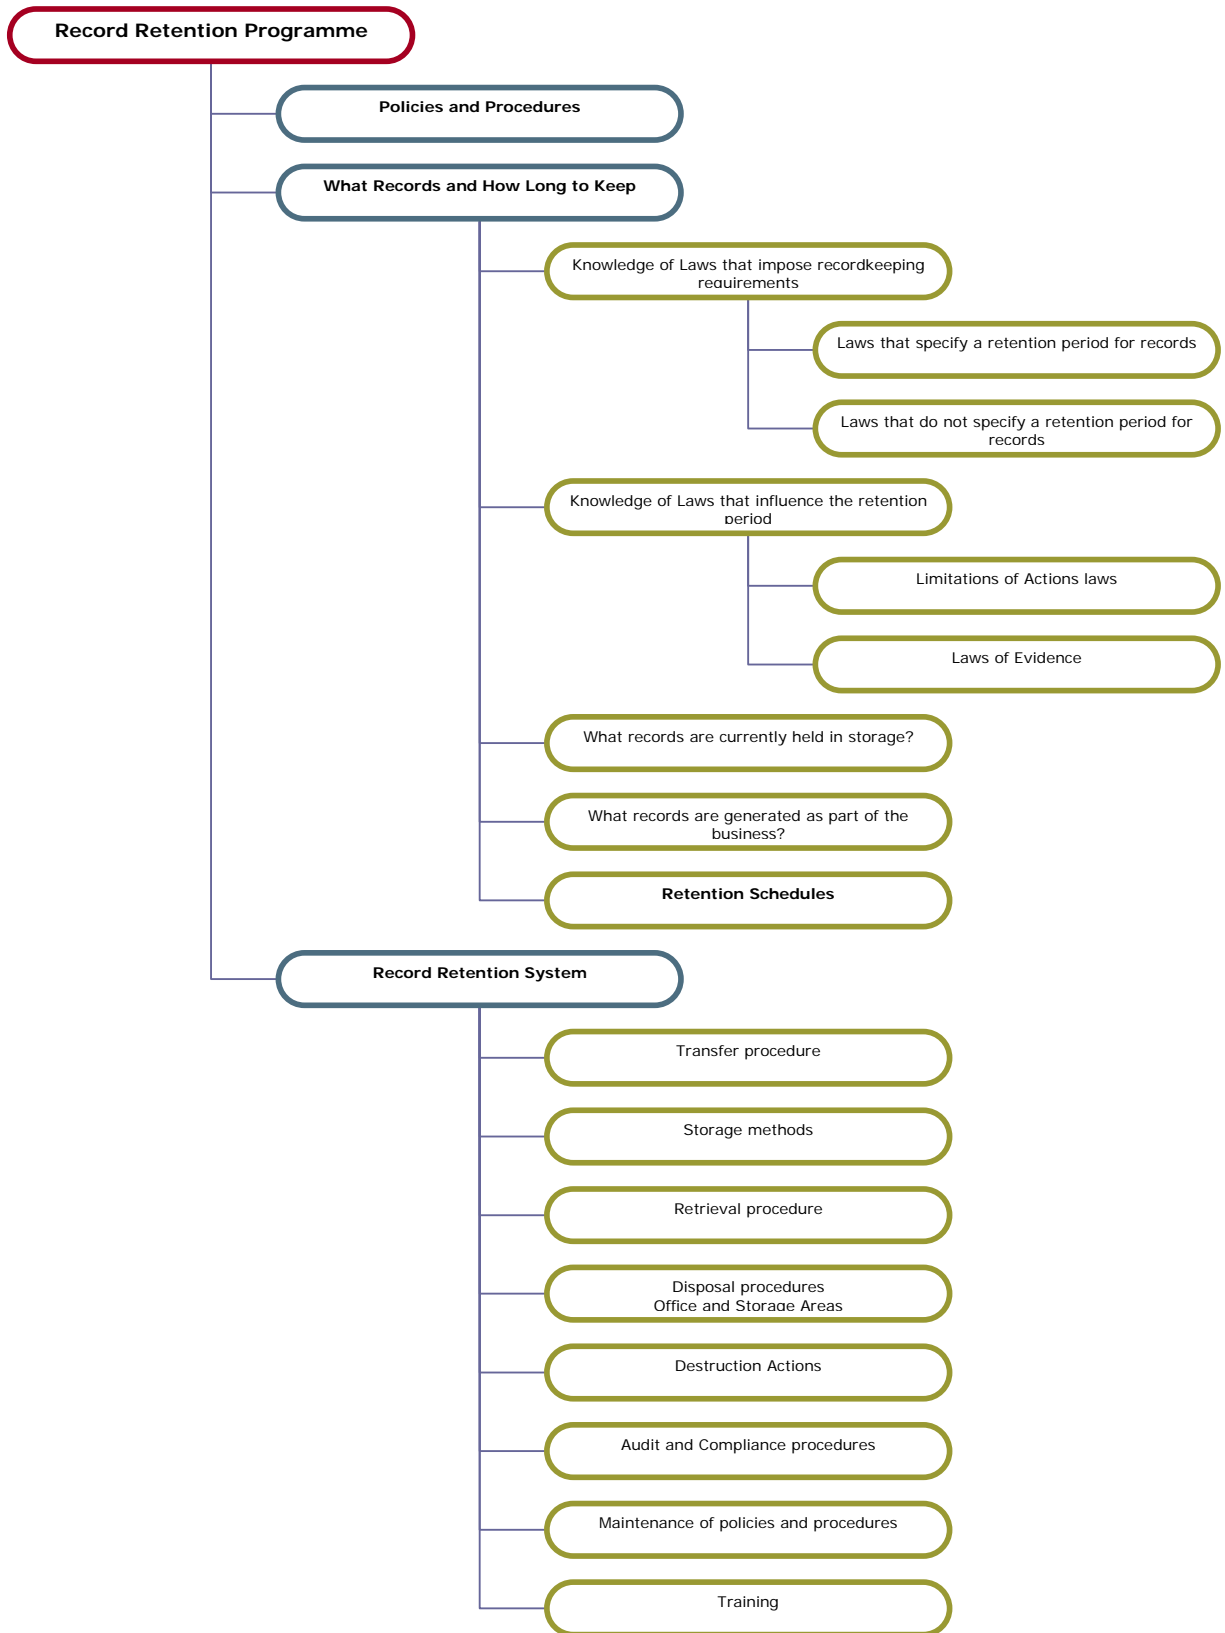 Record Retention Programme
Policies and Procedures
What Records and How Long to Keep
Knowledge of Laws that impose recordkeeping
requirements
Laws that specify a retention period for records
Laws that do not specify a retention period for
records
Knowledge of Laws that influence the retention
period
Limitations of Actions laws
Laws of Evidence
What records are currently held in storage?
What records are generated as part of the
business?
Retention Schedules
Record Retention System
Transfer procedure
Storage methods
Retrieval procedure
Disposal procedures
Office and Storage Areas
Destruction Actions
Audit and Compliance procedures
Maintenance of policies and procedures
Training